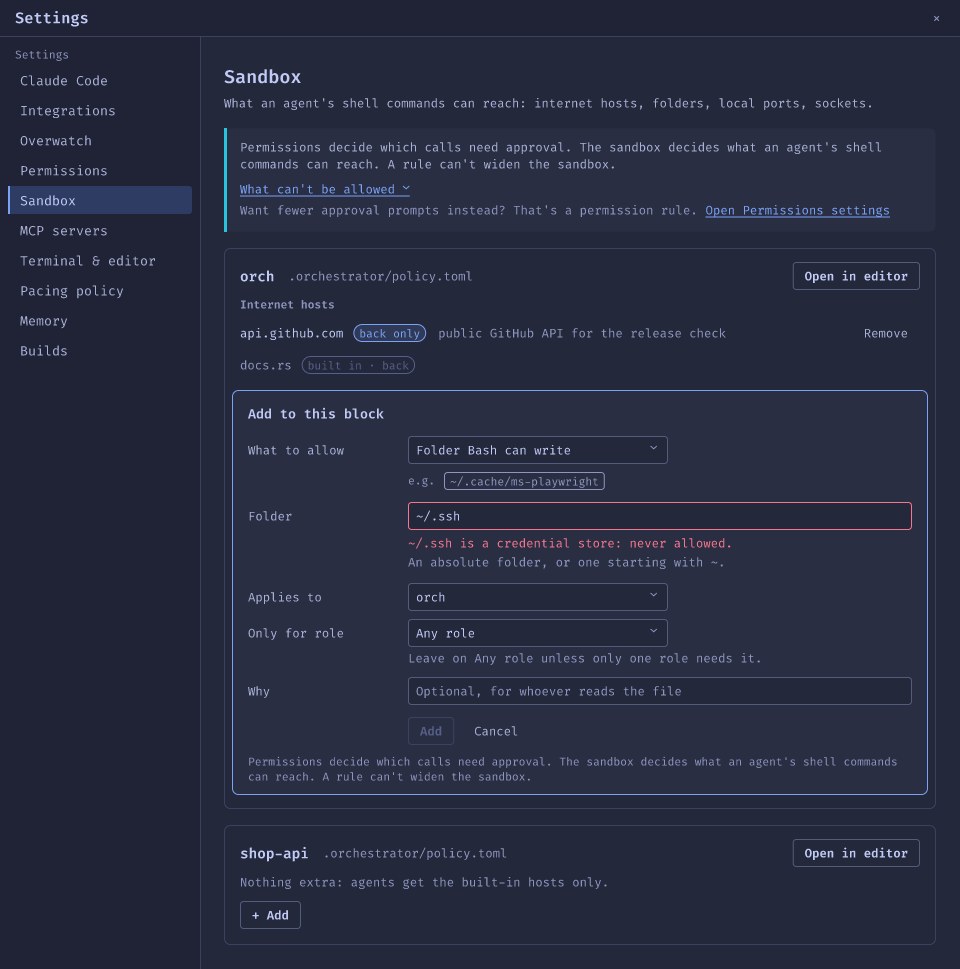 Settings
×
Settings
Claude Code
Integrations
Overwatch
Permissions
Sandbox
MCP servers
Terminal & editor
Pacing policy
Memory
Builds
Sandbox
What an agent's shell commands can reach: internet hosts, folders, local ports, sockets.
Permissions decide which calls need approval. The sandbox decides what an agent's shell
commands can reach. A rule can't widen the sandbox.
What can't be allowed
Want fewer approval prompts instead? That's a permission rule. Open Permissions settings
orch .orchestrator/policy.toml Open in editor
Internet hosts
api.github.com back only public GitHub API for the release check Remove
docs.rs built in · back
Add to this block
What to allow Folder Bash can write
e.g. ~/.cache/ms-playwright
Folder ~/.ssh
~/.ssh is a credential store: never allowed.
An absolute folder, or one starting with ~.
Applies to orch
Only for role Any role
Leave on Any role unless only one role needs it.
Why Optional, for whoever reads the file
Add Cancel
Permissions decide which calls need approval. The sandbox decides what an agent's shell commands
can reach. A rule can't widen the sandbox.
shop-api .orchestrator/policy.toml Open in editor
Nothing extra: agents get the built-in hosts only.
+ Add